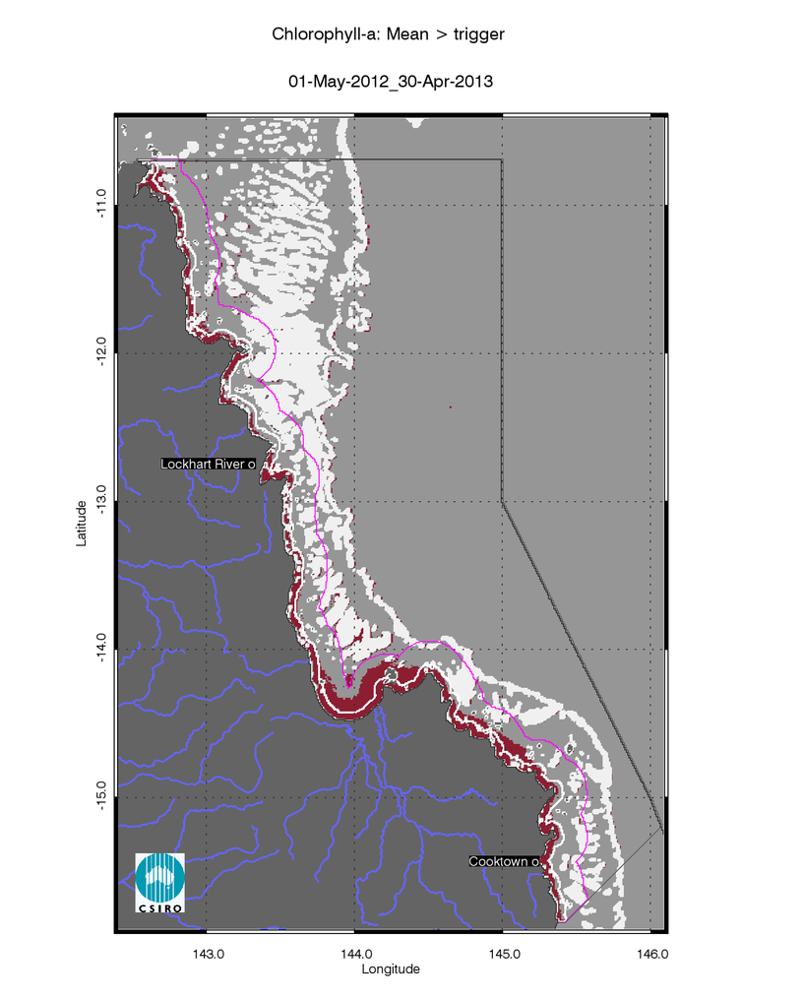 Chlorophyll-a: Mean > trigger
01-May-2012_30-Apr-2013
-11.0
-12.0
Lockhart River o
-13.0
Latitude
-14.0
-15.0
Cooktown o
CSIRO
143.0 144.0 145.0 146.0
Longitude